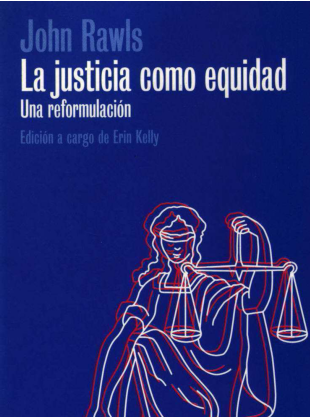 John Rawls
La justicia como equidad
Una reformulación
Edición a cargo de Erin Kelly